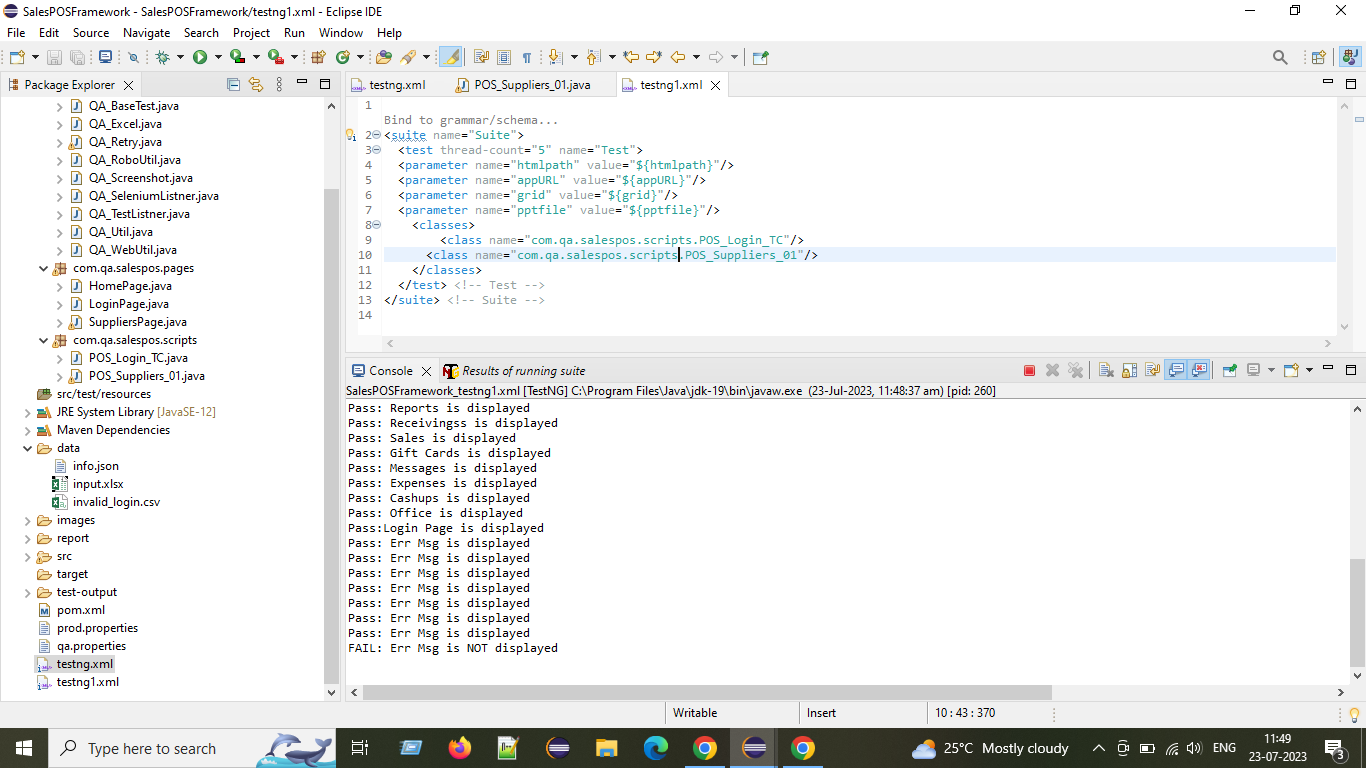 SalesPOSFramework - SalesPOSFramework/testng1.xml - Eclipse IDE
File Edit Source Navigate Search Project Run Window Help
Package Explorer
QA_BaseTest.java
QA_Excel.java
QA_Retry.java
QA_RoboUtil.java
QA_Screenshot.java
QA_SeleniumListner.java
QA_TestListner.java
QA_Util.java
QA_WebUtil.java
com.qa.salespos.pages
HomePage.java
LoginPage.java
SuppliersPage.java
com.qa.salespos.scripts
POS_Login_TC.java
POS_Suppliers_01.java
src/test/resources
JRE System Library [JavaSE-12]
Maven Dependencies
data
info.json
input.xlsx
invalid_login.csv
images
report
src
target
test-output
pom.xml
prod.properties
qa.properties
testng.xml
testng1.xml
testng.xml POS_Suppliers_01.java testng1.xml
1
Bind to grammar/schema...
2 <suite name="Suite">
3 <test thread-count="5" name="Test">
4 <parameter name="htmlpath" value="${htmlpath}"/>
5 <parameter name="appURL" value="${appURL}"/>
6 <parameter name="grid" value="${grid}"/>
7 <parameter name="pptfile" value="${pptfile}"/>
8 <classes>
9 <class name="com.qa.salespos.scripts.POS_Login_TC"/>
10 <class name="com.qa.salespos.scripts.POS_Suppliers_01"/>
11 </classes>
12 </test> <!-- Test -->
13 </suite> <!-- Suite -->
14
Console Results of running suite
SalesPOSFramework_testng1.xml [TestNG] C:\Program Files\Java\jdk-19\bin\javaw.exe (23-Jul-2023, 11:48:37 am) [pid: 260]
Pass: Reports is displayed
Pass: Receivingss is displayed
Pass: Sales is displayed
Pass: Gift Cards is displayed
Pass: Messages is displayed
Pass: Expenses is displayed
Pass: Cashups is displayed
Pass: Office is displayed
Pass:Login Page is displayed
Pass: Err Msg is displayed
Pass: Err Msg is displayed
Pass: Err Msg is displayed
Pass: Err Msg is displayed
Pass: Err Msg is displayed
Pass: Err Msg is displayed
Pass: Err Msg is displayed
FAIL: Err Msg is NOT displayed
Writable Insert 10 : 43 : 370
Type here to search
25°C Mostly cloudy
ENG
11:49
23-07-2023
3